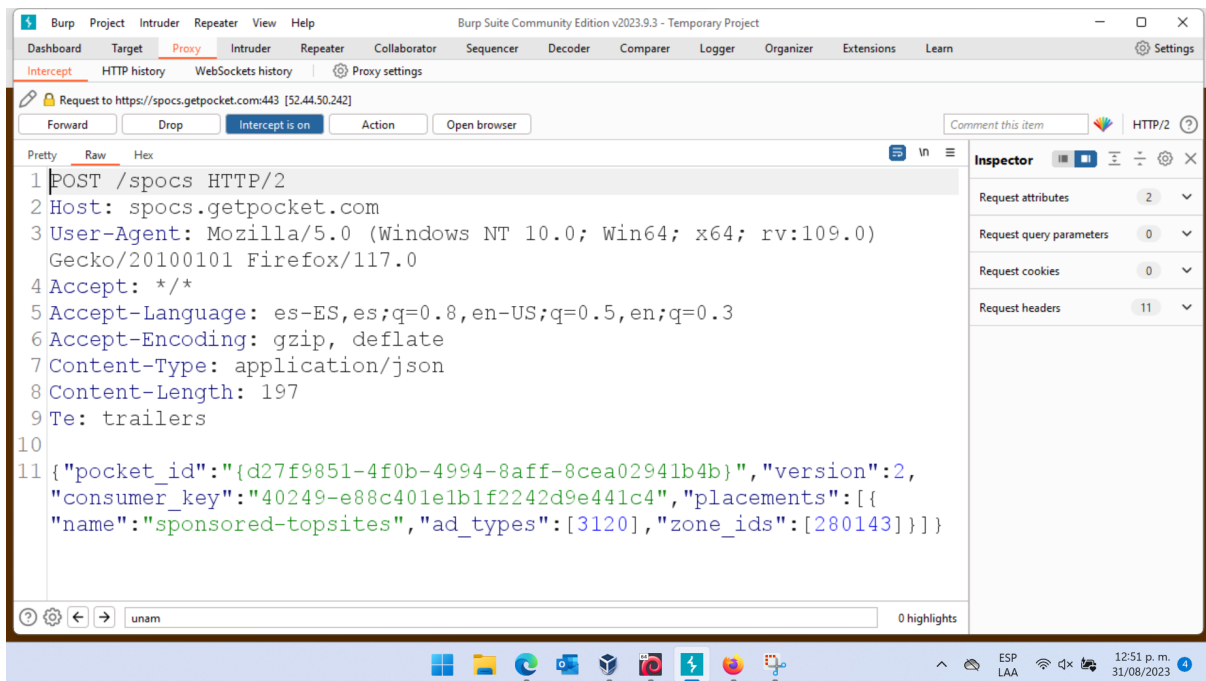 Burp Project Intruder Repeater View Help Burp Suite Community Edition v2023.9.3 - Temporary Project
Dashboard Target Proxy Intruder Repeater Collaborator Sequencer Decoder Comparer Logger Organizer Extensions Learn Settings
Intercept HTTP history WebSockets history Proxy settings
Request to https://spocs.getpocket.com:443 [52.44.50.242]
Forward Drop Intercept is on Action Open browser Comment this item HTTP/2 ?
Pretty Raw Hex \n
Inspector
Request attributes 2
Request query parameters 0
Request cookies 0
Request headers 11
1 POST /spocs HTTP/2
2 Host: spocs.getpocket.com
3 User-Agent: Mozilla/5.0 (Windows NT 10.0; Win64; x64; rv:109.0)
Gecko/20100101 Firefox/117.0
4 Accept: */*
5 Accept-Language: es-ES,es;q=0.8,en-US;q=0.5,en;q=0.3
6 Accept-Encoding: gzip, deflate
7 Content-Type: application/json
8 Content-Length: 197
9 Te: trailers
10
11 {"pocket_id":"{d27f9851-4f0b-4994-8aff-8cea02941b4b}","version":2,
"consumer_key":"40249-e88c401e1b1f2242d9e441c4","placements":[{
"name":"sponsored-topsites","ad_types":[3120],"zone_ids":[280143]}]}
? unam 0 highlights
ESP 12:51 p. m.
LAA 31/08/2023 4